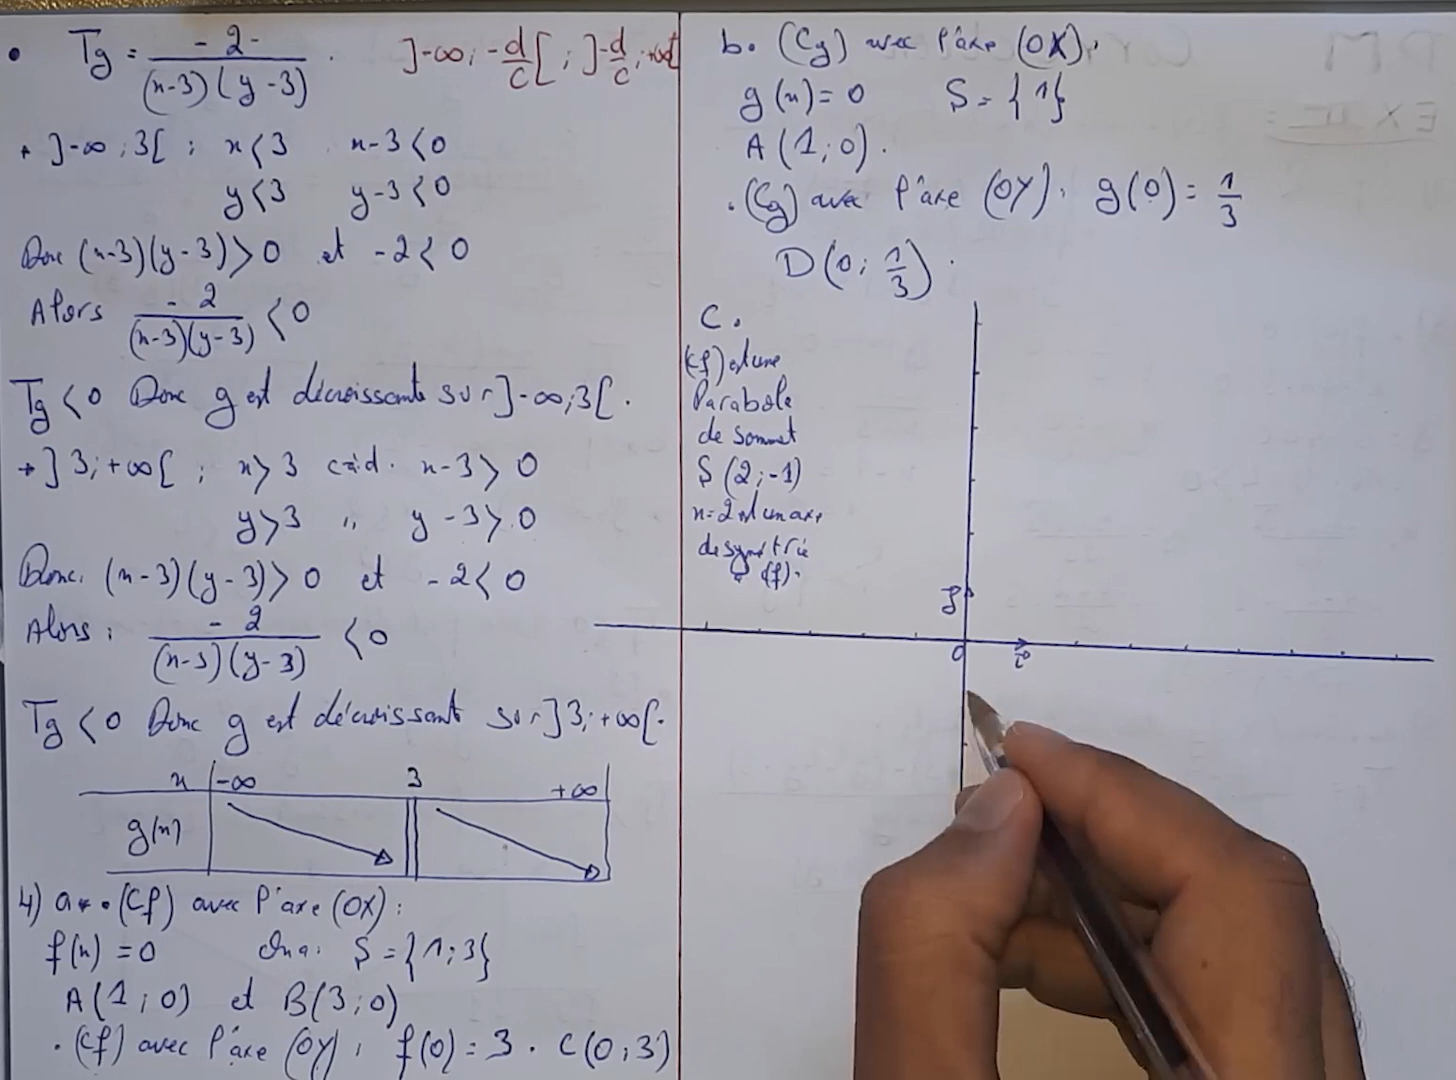 • Tg = -2 / (x-3)(y-3) . ]-∞; -d/c[ ; ]-d/c; +∞[
+ ]-∞; 3[ ; x<3 x-3<0
y<3 y-3<0
Donc (x-3)(y-3)>0 et -2<0
Alors -2 / (x-3)(y-3) <0
Tg<0 Donc g est décroissante sur ]-∞;3[.
+ ]3;+∞[ ; x>3 càd. x-3>0
y>3 ,, y-3>0
Donc. (x-3)(y-3)>0 et -2<0
Alors: -2 / (x-3)(y-3) <0
Tg<0 Donc g est décroissant sur ]3;+∞[.
x -∞ 3 +∞
g(x)
4) a- • (Cf) avec l'axe (OX):
f(x)=0 On a: S={1;3}
A(1;0) et B(3;0)
. (Cf) avec l'axe (OY): f(0)=3 . C(0;3)
b. (Cg) avec l'axe (OX).
g(x)=0 S={1}
A(1;0).
. (Cg) avec l'axe (OY): g(0)=1/3
D(0;1/3).
C.
(Cf) est une
Parabole
de sommet
S(2;-1)
x=2 est un axe
de symétrie
(f).
j
O i